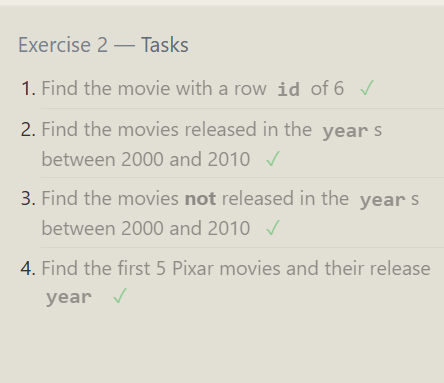 Exercise 2 — Tasks
1. Find the movie with a row id of 6 ✓
2. Find the movies released in the year s
between 2000 and 2010 ✓
3. Find the movies not released in the year s
between 2000 and 2010 ✓
4. Find the first 5 Pixar movies and their release
year ✓